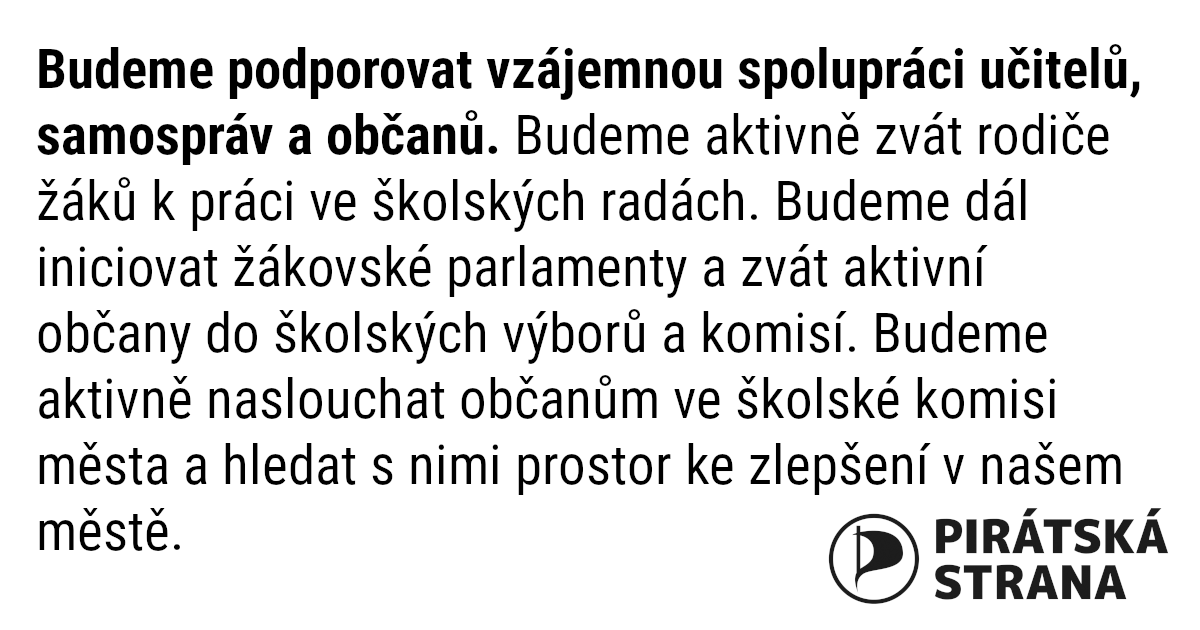 Budeme podporovat vzájemnou spolupráci učitelů,
samospráv a občanů. Budeme aktivně zvát rodiče
žáků k práci ve školských radách. Budeme dál
iniciovat žákovské parlamenty a zvát aktivní
občany do školských výborů a komisí. Budeme
aktivně naslouchat občanům ve školské komisi
města a hledat s nimi prostor ke zlepšení v našem
městě.
PIRÁTSKÁ
STRANA